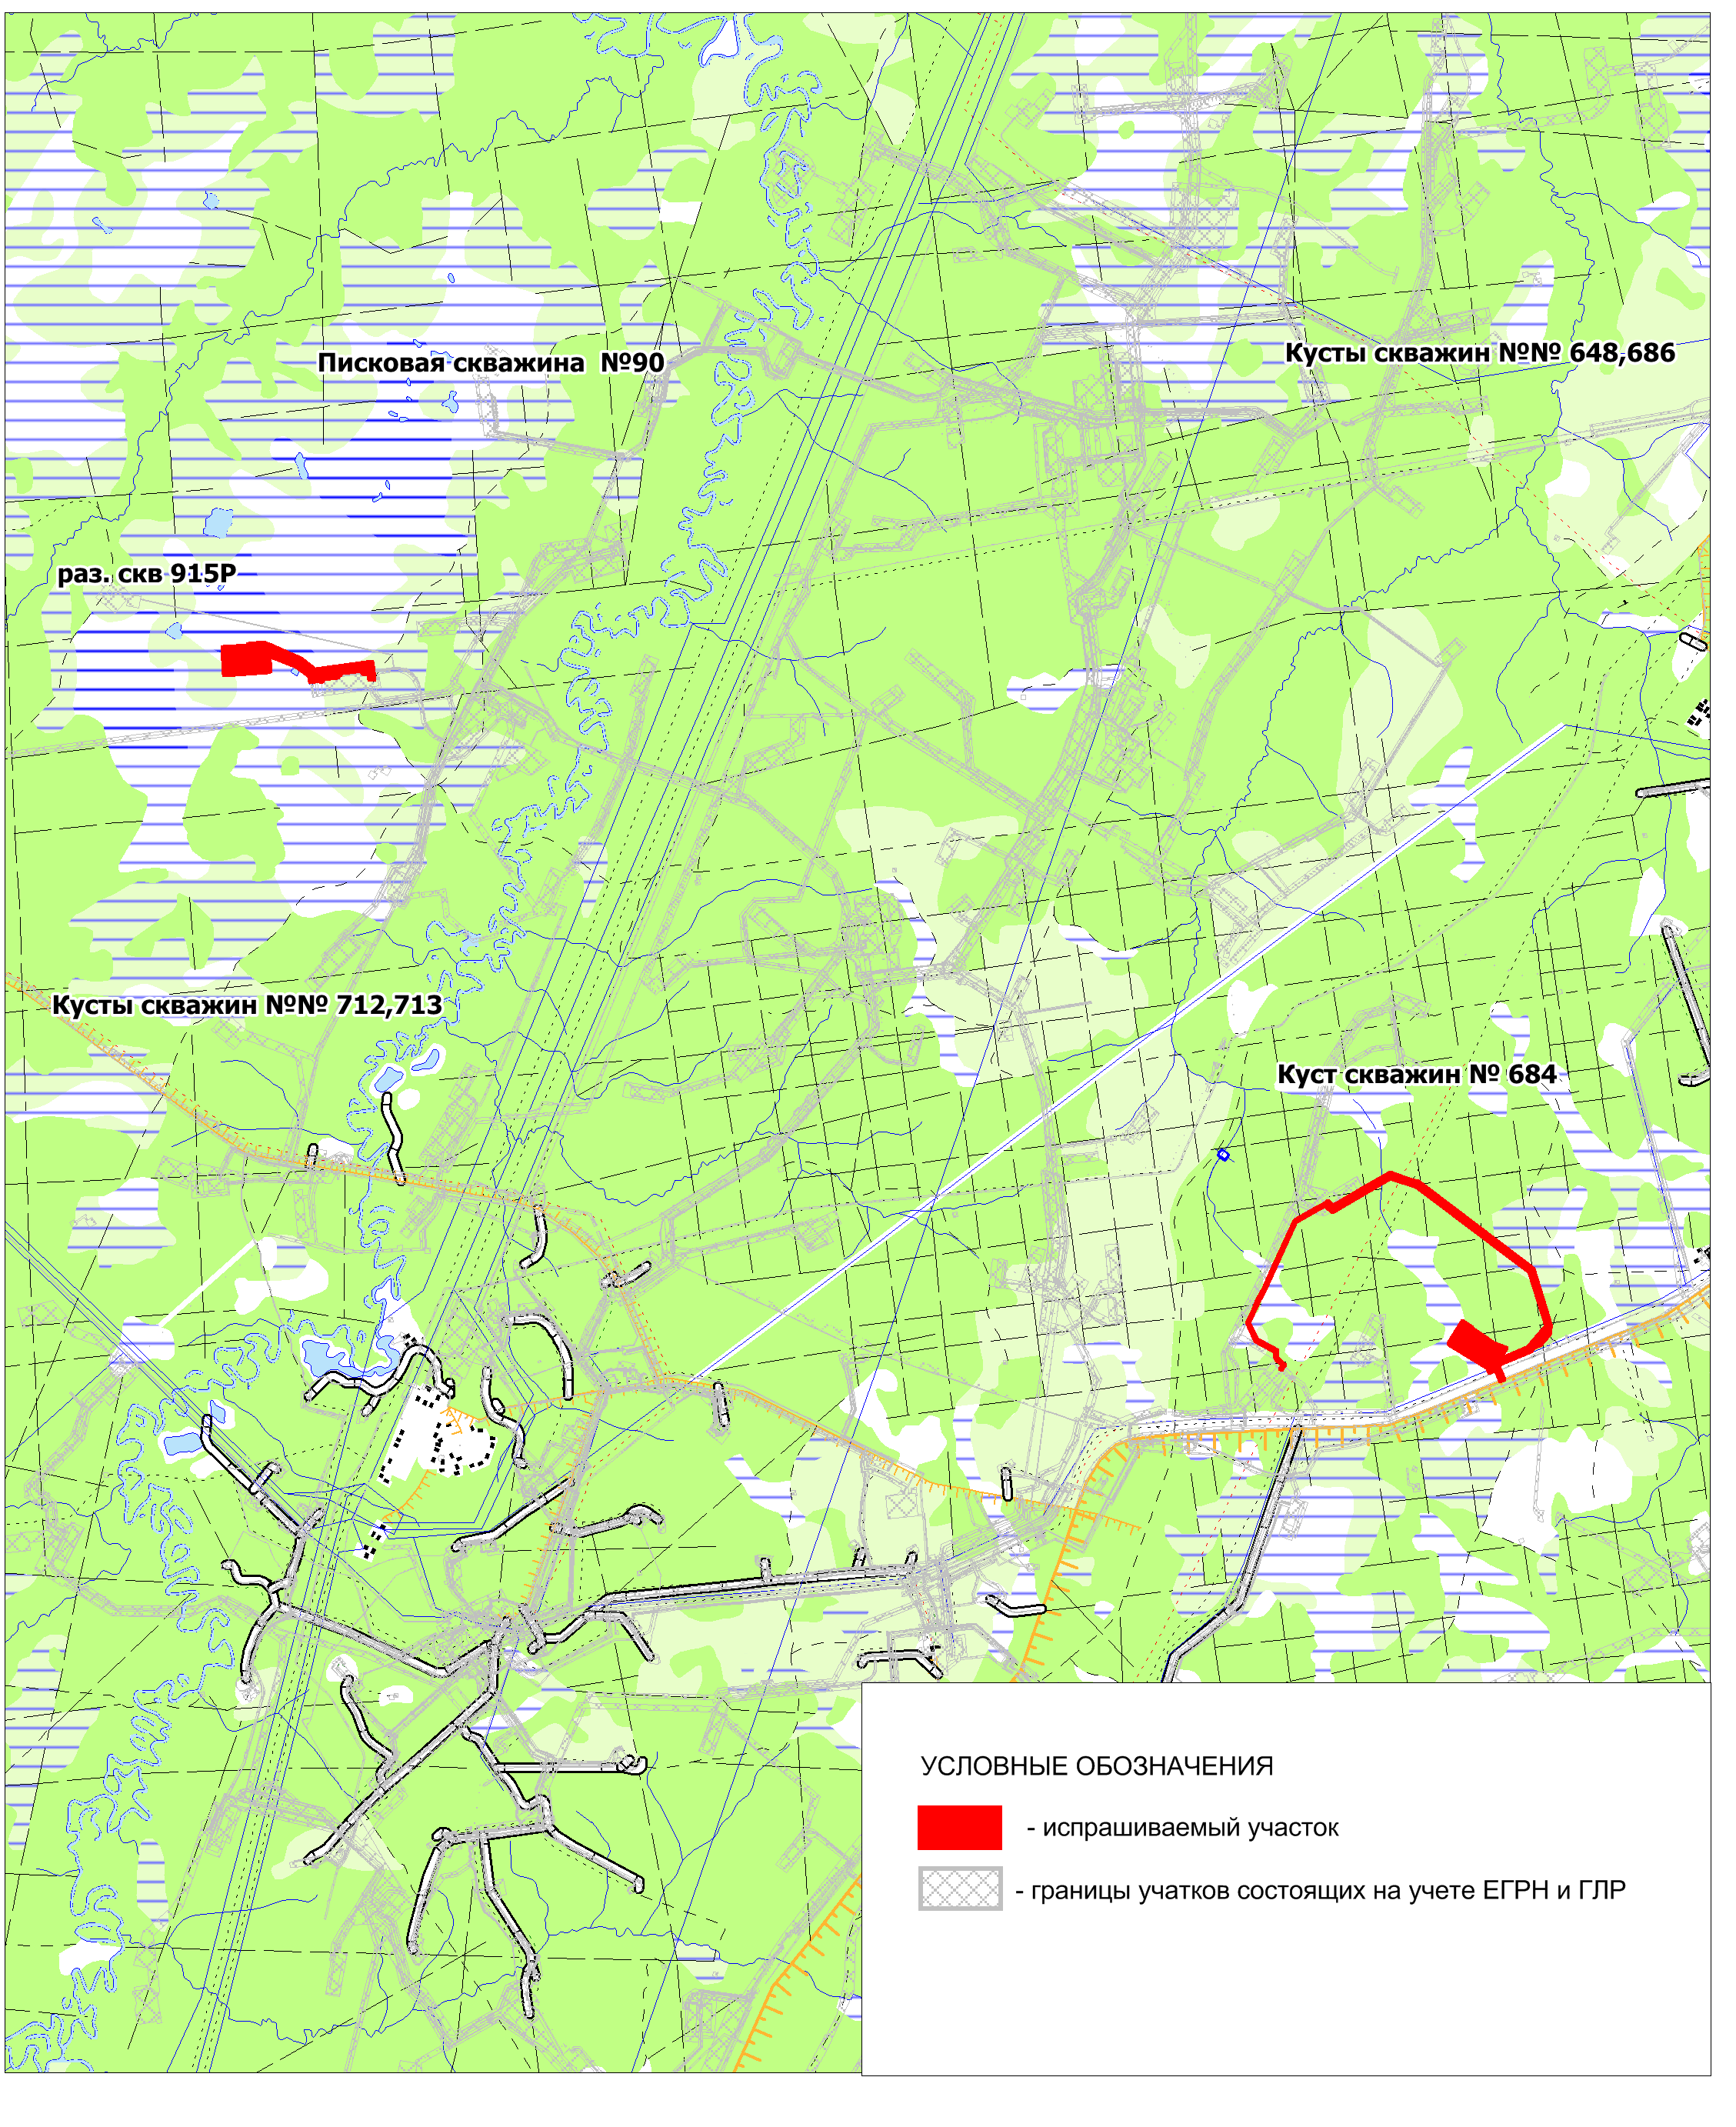 Писковая скважина №90
Кусты скважин №№ 648,686
раз. скв 915Р
Кусты скважин №№ 712,713
Куст скважин № 684
УСЛОВНЫЕ ОБОЗНАЧЕНИЯ
- испрашиваемый участок
- границы учатков состоящих на учете ЕГРН и ГЛР